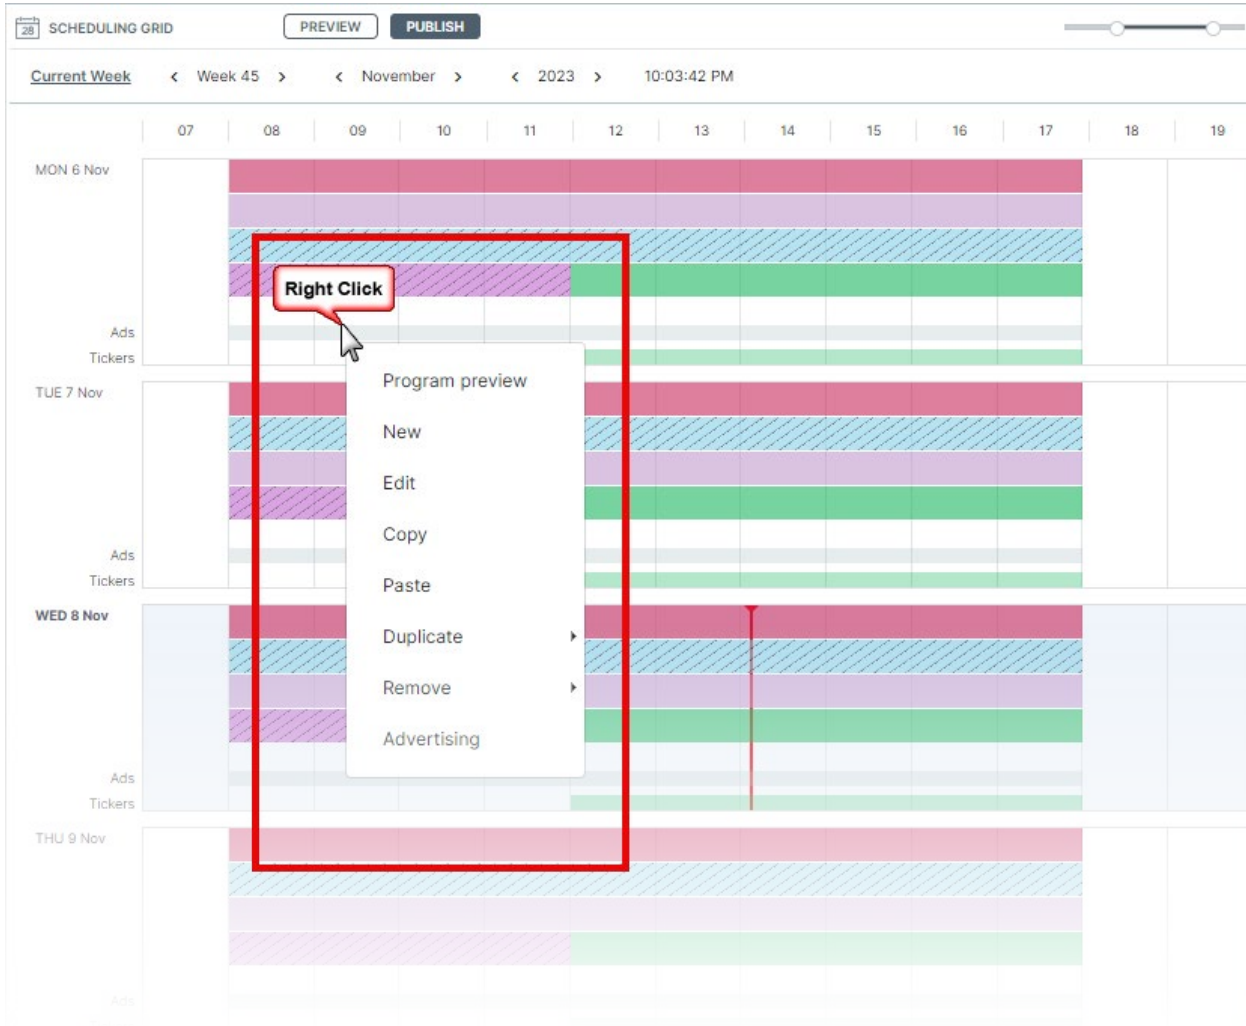 28 SCHEDULING GRID PREVIEW PUBLISH
Current Week < Week 45 > < November > < 2023 > 10:03:42 PM
07 08 09 10 11 12 13 14 15 16 17 18 19
MON 6 Nov
Right Click
Ads
Tickers
Program preview
TUE 7 Nov
New
Edit
Copy
Ads
Tickers
Paste
WED 8 Nov
Duplicate
Remove
Advertising
Ads
Tickers
THU 9 Nov
Ads